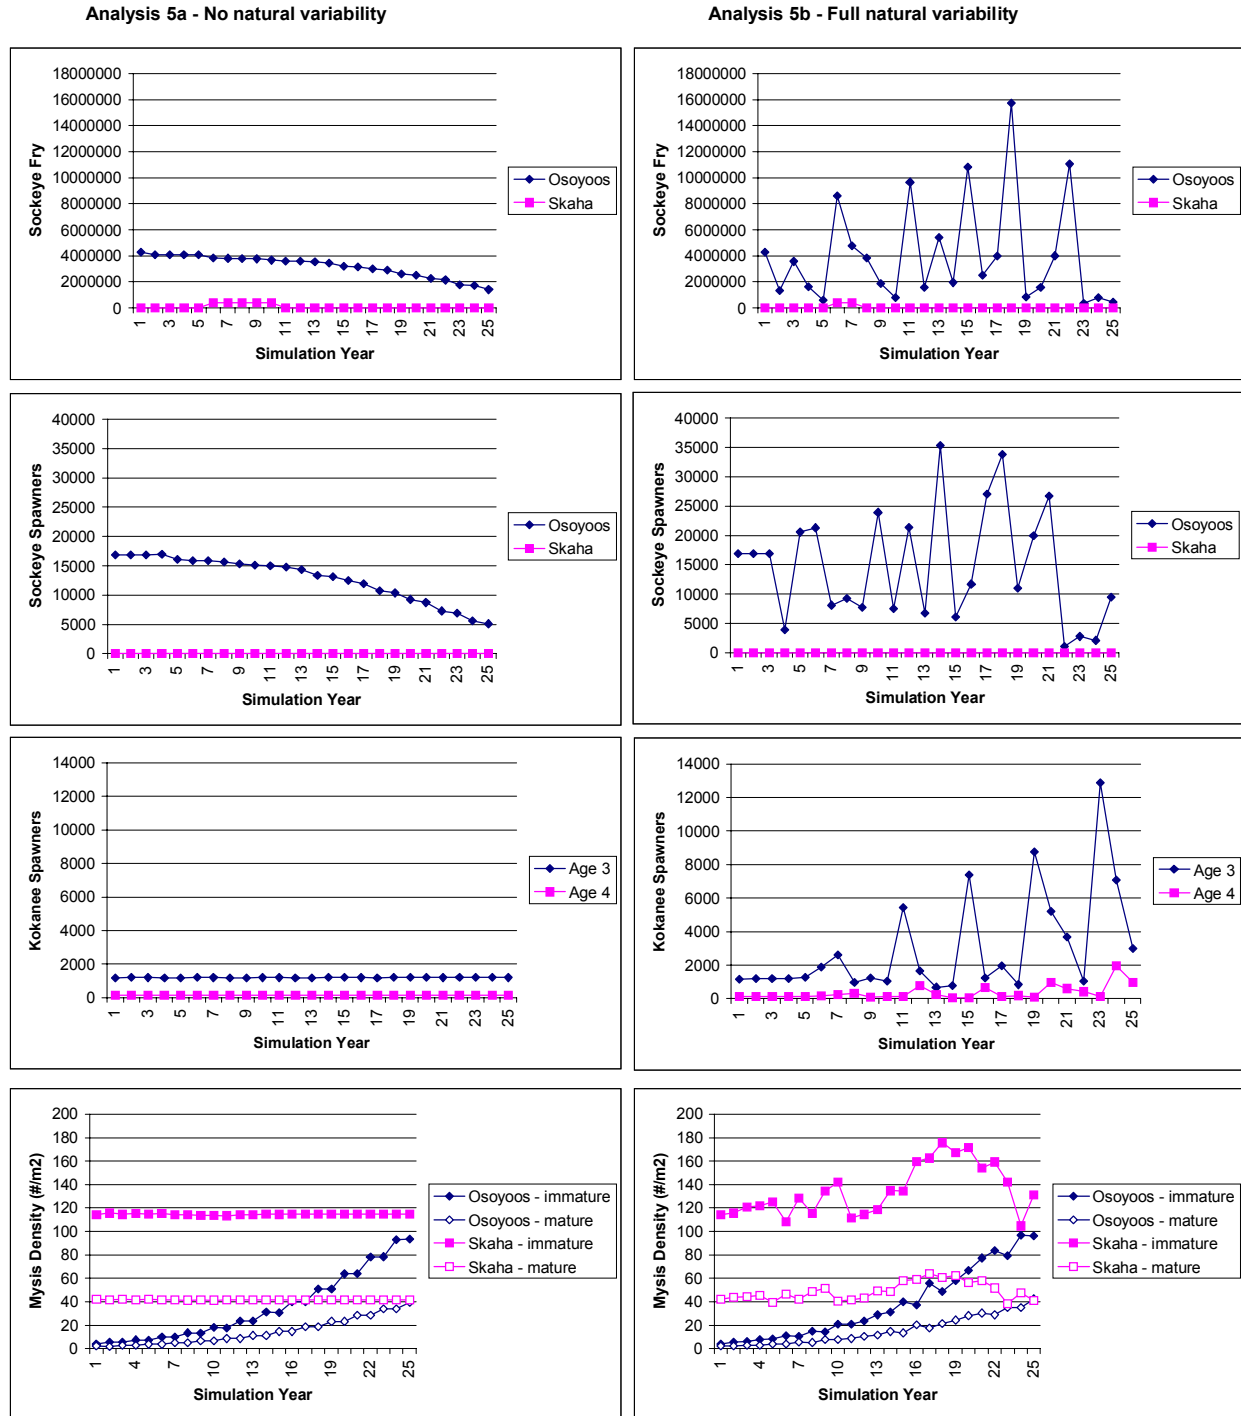 Analysis 5a - No natural variability
Analysis 5b - Full natural variability
18000000
16000000
14000000
12000000
10000000
8000000
6000000
4000000
2000000
0
Sockeye Fry
1 3 5 7 9 11 13 15 17 19 21 23 25
Simulation Year
Osoyoos
Skaha
18000000
16000000
14000000
12000000
10000000
8000000
6000000
4000000
2000000
0
Sockeye Fry
1 3 5 7 9 11 13 15 17 19 21 23 25
Simulation Year
Osoyoos
Skaha
40000
35000
30000
25000
20000
15000
10000
5000
0
Sockeye Spawners
1 3 5 7 9 11 13 15 17 19 21 23 25
Simulation Year
Osoyoos
Skaha
40000
35000
30000
25000
20000
15000
10000
5000
0
Sockeye Spawners
1 3 5 7 9 11 13 15 17 19 21 23 25
Simulation Year
Osoyoos
Skaha
14000
12000
10000
8000
6000
4000
2000
0
Kokanee Spawners
1 3 5 7 9 11 13 15 17 19 21 23 25
Simulation Year
Age 3
Age 4
14000
12000
10000
8000
6000
4000
2000
0
Kokanee Spawners
1 3 5 7 9 11 13 15 17 19 21 23 25
Simulation Year
Age 3
Age 4
200
180
160
140
120
100
80
60
40
20
0
Mysis Density (#/m2)
1 4 7 10 13 16 19 22 25
Simulation Year
Osoyoos - immature
Osoyoos - mature
Skaha - immature
Skaha - mature
200
180
160
140
120
100
80
60
40
20
0
Mysis Density (#/m2)
1 4 7 10 13 16 19 22 25
Simulation Year
Osoyoos - immature
Osoyoos - mature
Skaha - immature
Skaha - mature